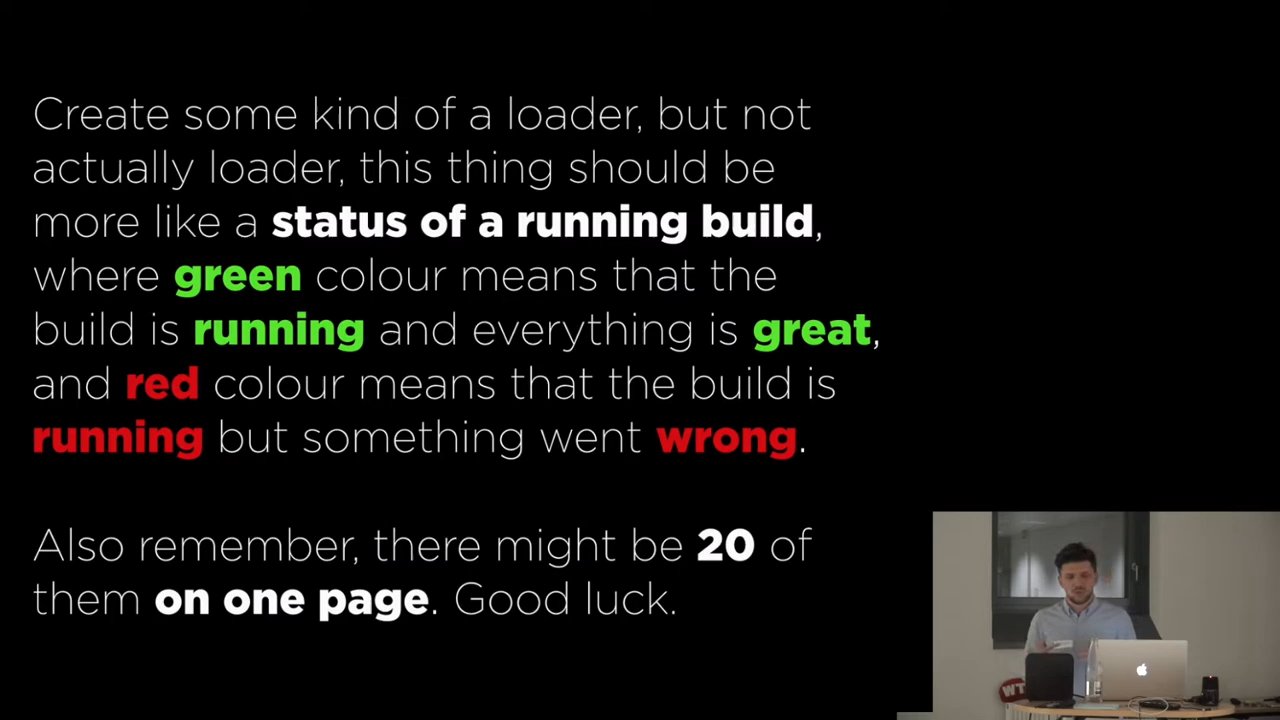 Create some kind of a loader, but not
actually loader, this thing should be
more like a status of a running build,
where green colour means that the
build is running and everything is great,
and red colour means that the build is
running but something went wrong.
Also remember, there might be 20 of
them on one page. Good luck.
WT